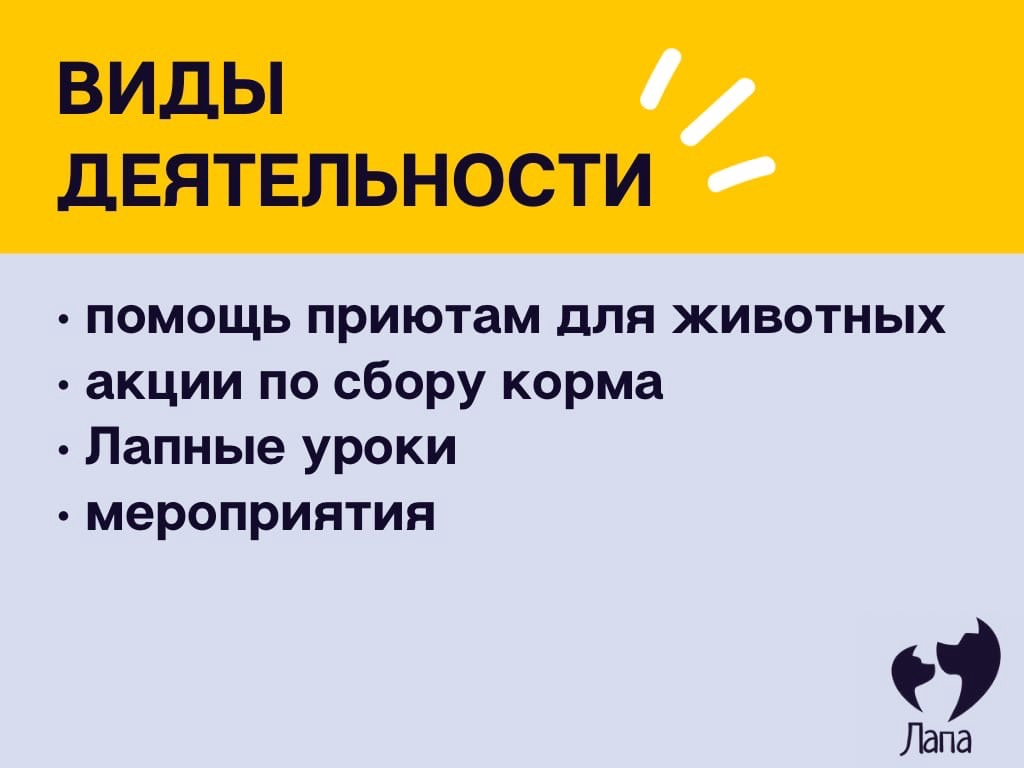 ВИДЫ
ДЕЯТЕЛЬНОСТИ
· помощь приютам для животных
· акции по сбору корма
· Лапные уроки
· мероприятия
Лапа